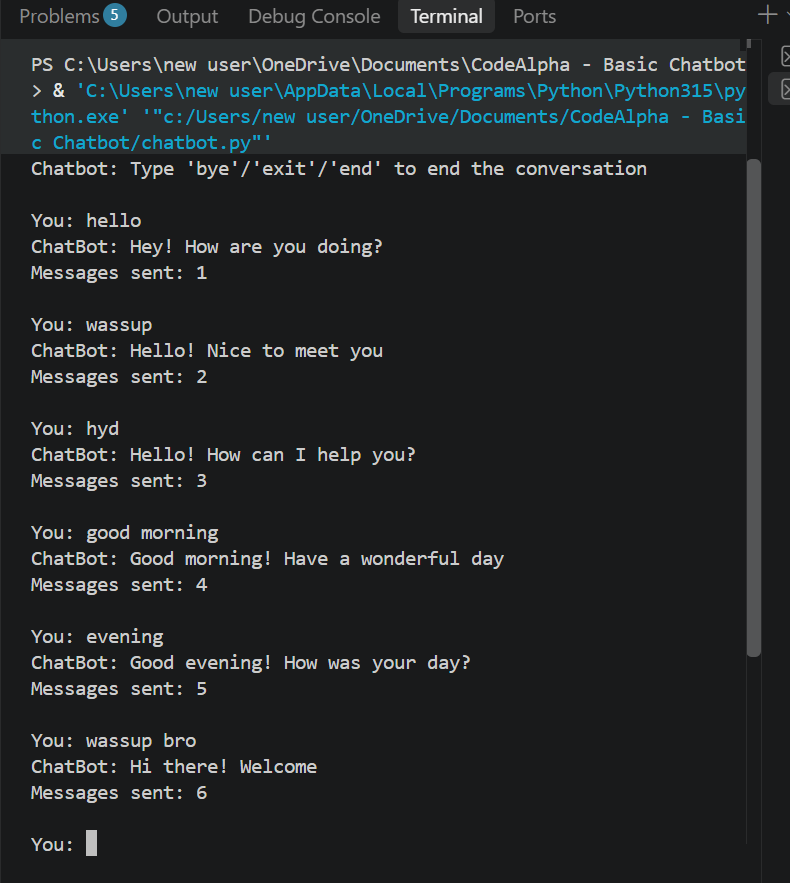 Problems 5 Output Debug Console Terminal Ports
PS C:\Users\new user\OneDrive\Documents\CodeAlpha - Basic Chatbot
> & 'C:\Users\new user\AppData\Local\Programs\Python\Python315\py
thon.exe' '"c:/Users/new user/OneDrive/Documents/CodeAlpha - Basi
c Chatbot/chatbot.py"'
Chatbot: Type 'bye'/'exit'/'end' to end the conversation
You: hello
ChatBot: Hey! How are you doing?
Messages sent: 1
You: wassup
ChatBot: Hello! Nice to meet you
Messages sent: 2
You: hyd
ChatBot: Hello! How can I help you?
Messages sent: 3
You: good morning
ChatBot: Good morning! Have a wonderful day
Messages sent: 4
You: evening
ChatBot: Good evening! How was your day?
Messages sent: 5
You: wassup bro
ChatBot: Hi there! Welcome
Messages sent: 6
You: